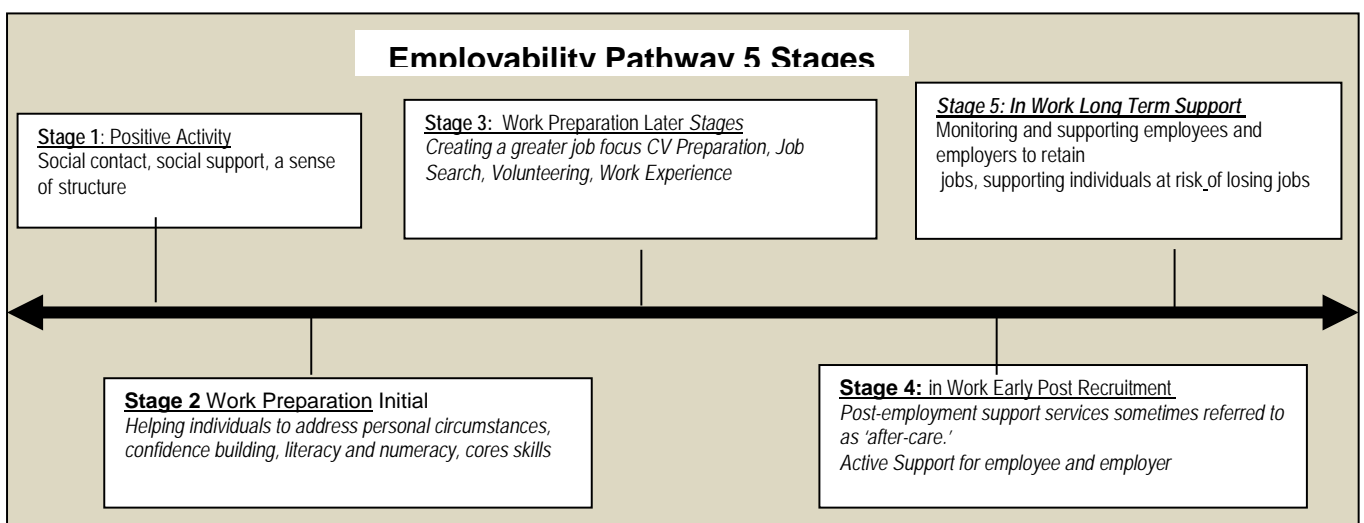 Employability Pathway 5 Stages
Stage 1: Positive Activity
Social contact, social support, a sense
of structure
Stage 2 Work Preparation Initial
Helping individuals to address personal circumstances,
confidence building, literacy and numeracy, cores skills
Stage 3: Work Preparation Later Stages
Creating a greater job focus CV Preparation, Job
Search, Volunteering, Work Experience
Stage 4: in Work Early Post Recruitment
Post-employment support services sometimes referred to
as ‘after-care.’
Active Support for employee and employer
Stage 5: In Work Long Term Support
Monitoring and supporting employees and
employers to retain
jobs, supporting individuals at risk of losing jobs